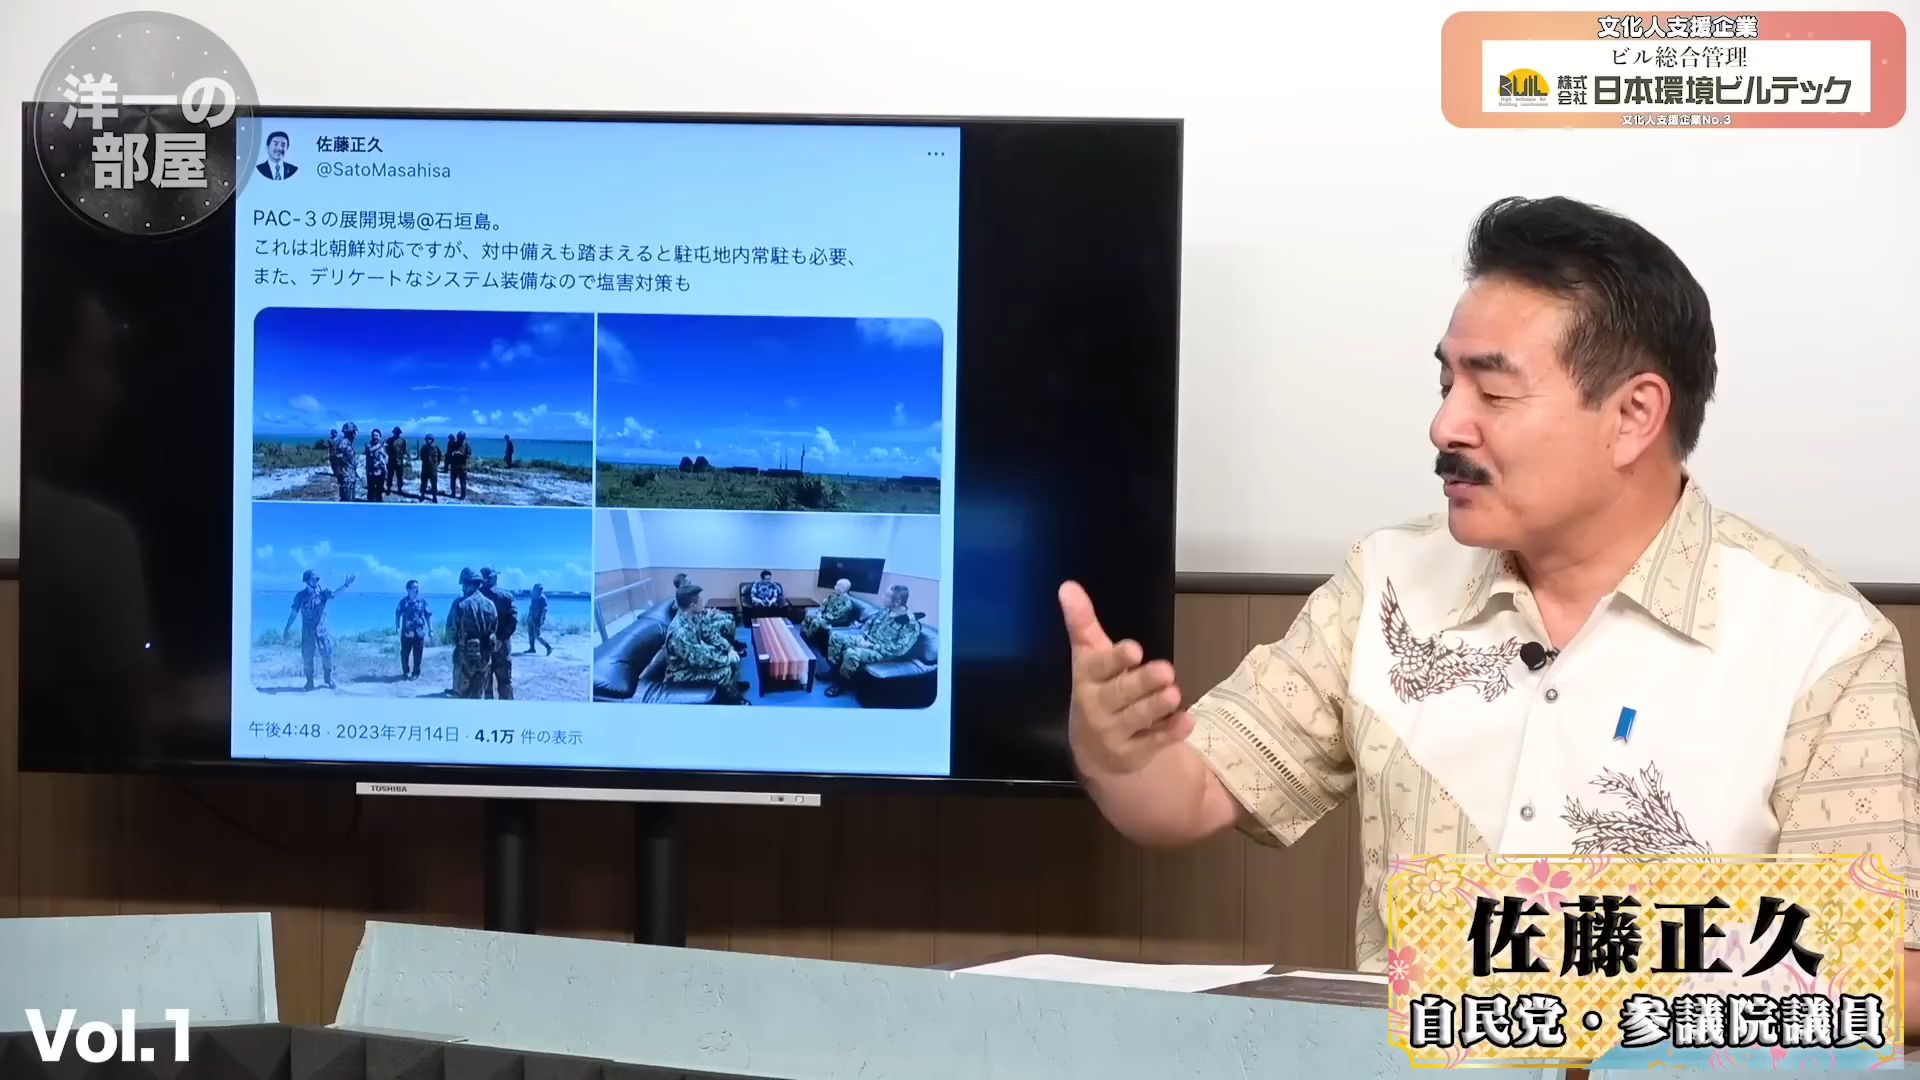 洋一の
部屋
文化人支援企業
ビル総合管理
BUIL
株式
会社
日本環境ビルテック
文化人支援企業No.3
佐藤正久
@SatoMasahisa
PAC-３の展開現場@石垣島。
これは北朝鮮対応ですが、対中備えも踏まえると駐屯地内常駐も必要、
また、デリケートなシステム装備なので塩害対策も
午後4:48 · 2023年7月14日 · 4.1万 件の表示
TOSHIBA
佐藤正久
自民党・参議院議員
Vol.1